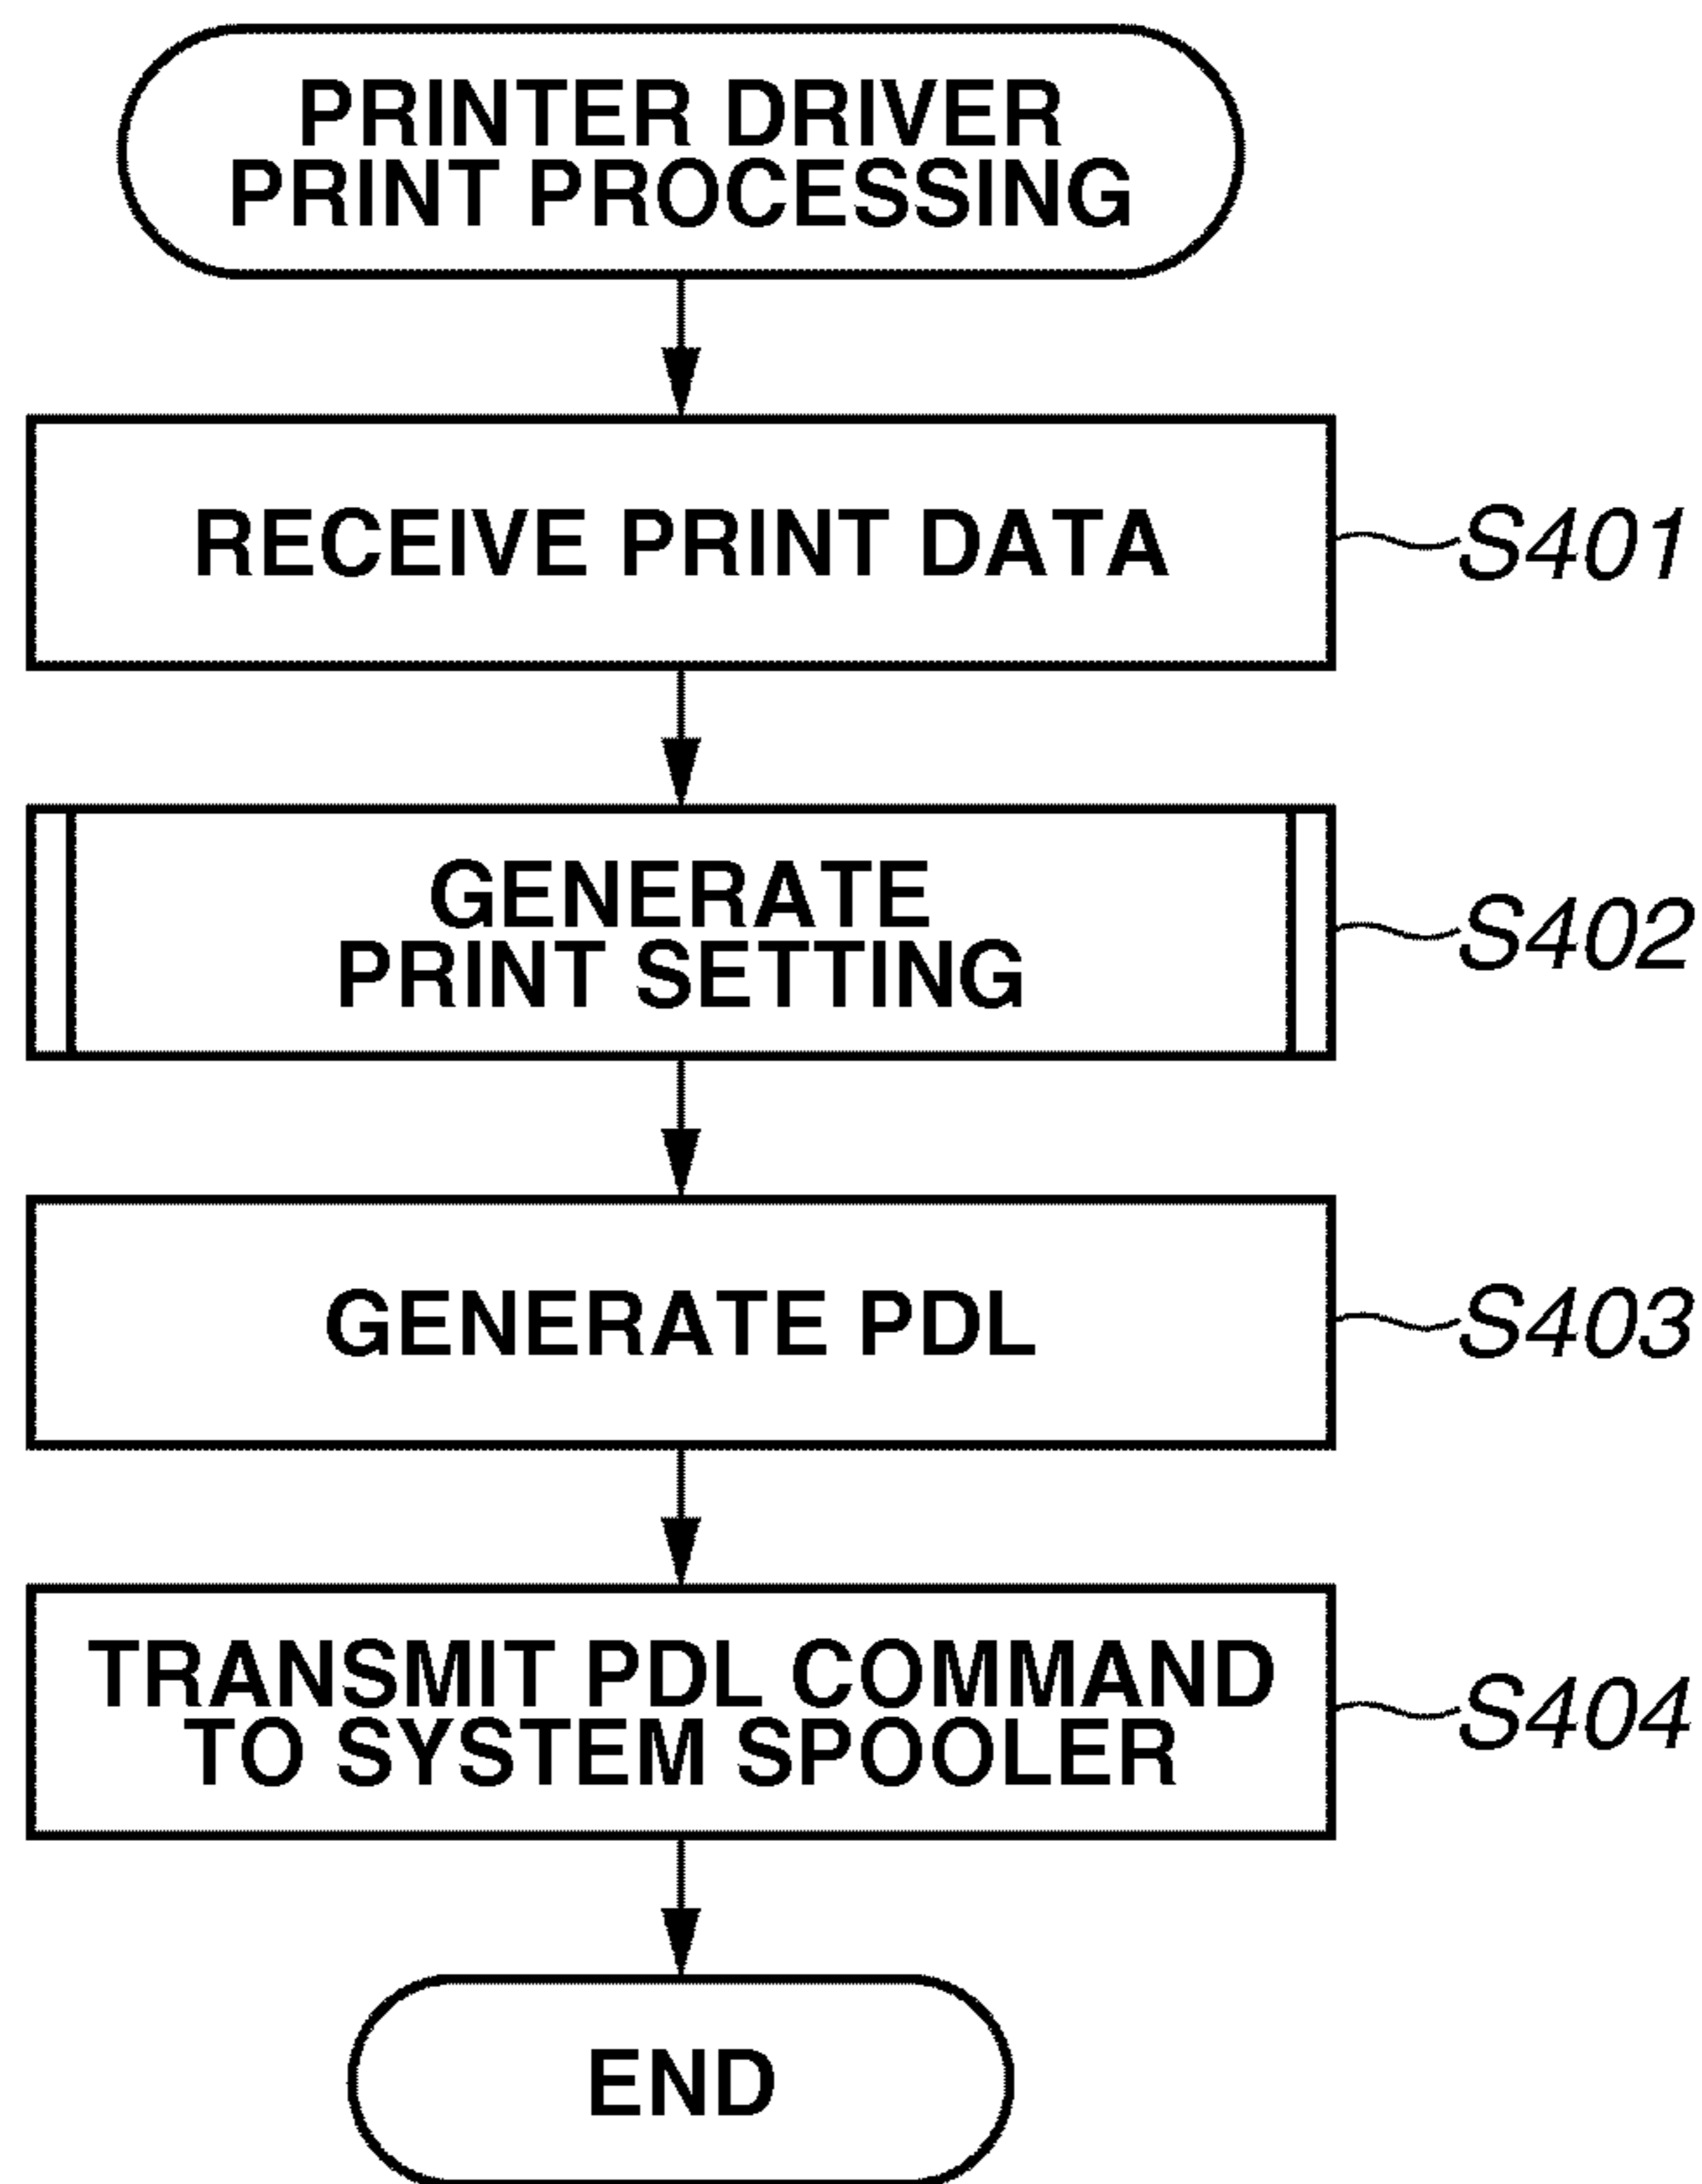 PRINTER DRIVER
PRINT PROCESSING
RECEIVE PRINT DATA
S401
GENERATE
PRINT SETTING
S402
GENERATE PDL
S403
TRANSMIT PDL COMMAND
TO SYSTEM SPOOLER
S404
END